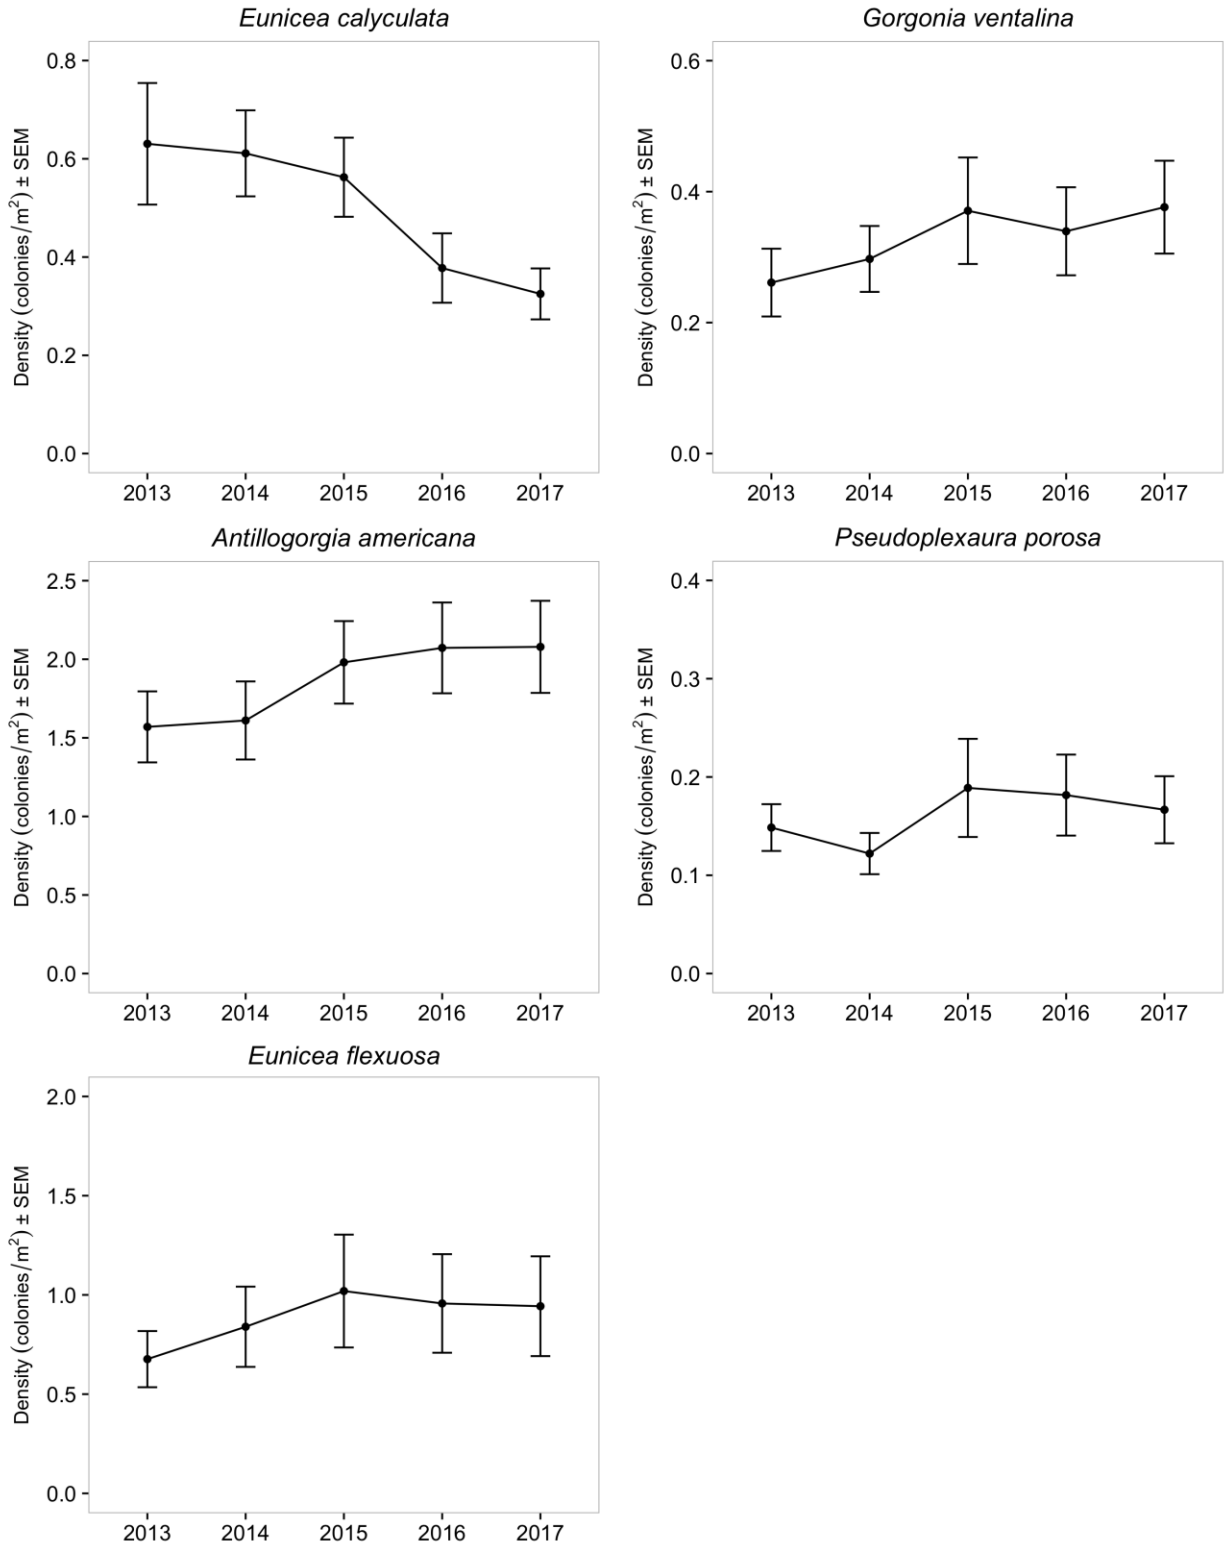 Eunicea calyculata
Density (colonies/m²) ± SEM
0.8
0.6
0.4
0.2
0.0
2013 2014 2015 2016 2017
Gorgonia ventalina
Density (colonies/m²) ± SEM
0.6
0.4
0.2
0.0
2013 2014 2015 2016 2017
Antillogorgia americana
Density (colonies/m²) ± SEM
2.5
2.0
1.5
1.0
0.5
0.0
2013 2014 2015 2016 2017
Pseudoplexaura porosa
Density (colonies/m²) ± SEM
0.4
0.3
0.2
0.1
0.0
2013 2014 2015 2016 2017
Eunicea flexuosa
Density (colonies/m²) ± SEM
2.0
1.5
1.0
0.5
0.0
2013 2014 2015 2016 2017